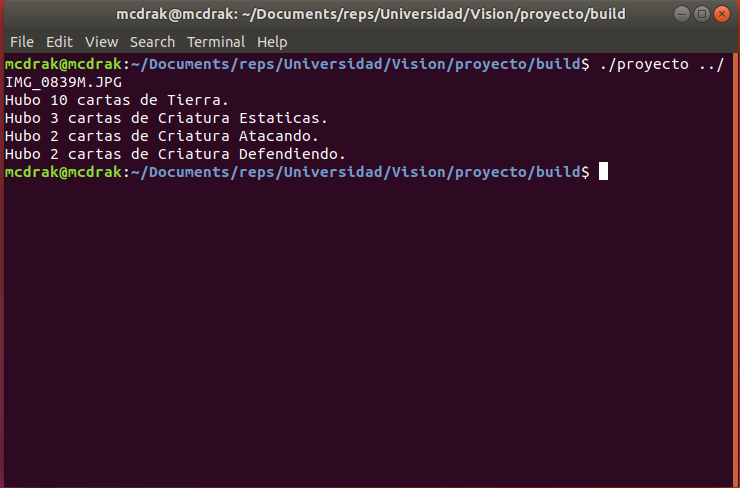 mcdrak@mcdrak: ~/Documents/reps/Universidad/Vision/proyecto/build
File Edit View Search Terminal Help
mcdrak@mcdrak:~/Documents/reps/Universidad/Vision/proyecto/build$ ./proyecto ../
IMG_0839M.JPG
Hubo 10 cartas de Tierra.
Hubo 3 cartas de Criatura Estaticas.
Hubo 2 cartas de Criatura Atacando.
Hubo 2 cartas de Criatura Defendiendo.
mcdrak@mcdrak:~/Documents/reps/Universidad/Vision/proyecto/build$